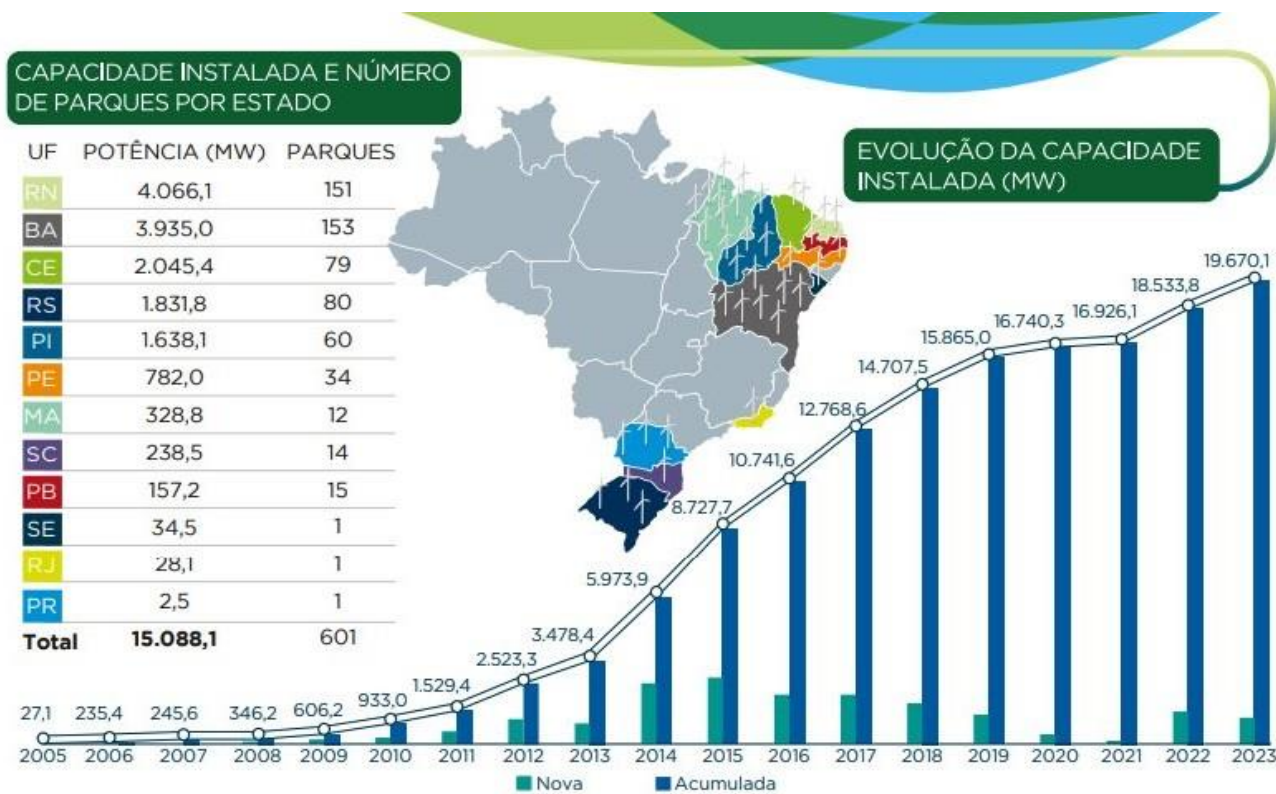 CAPACIDADE INSTALADA E NÚMERO
DE PARQUES POR ESTADO
UF POTÊNCIA (MW) PARQUES
RN 4.066,1 151
BA 3.935,0 153
CE 2.045,4 79
RS 1.831,8 80
PI 1.638,1 60
PE 782,0 34
MA 328,8 12
SC 238,5 14
PB 157,2 15
SE 34,5 1
RJ 28,1 1
PR 2,5 1
Total 15.088,1 601
EVOLUÇÃO DA CAPACIDADE
INSTALADA (MW)
27,1 235,4 245,6 346,2 606,2 933,0 1.529,4 2.523,3 3.478,4 5.973,9 8.727,7 10.741,6 12.768,6 14.707,5 15.865,0 16.740,3 16.926,1 18.533,8 19.670,1
2005 2006 2007 2008 2009 2010 2011 2012 2013 2014 2015 2016 2017 2018 2019 2020 2021 2022 2023
Nova Acumulada